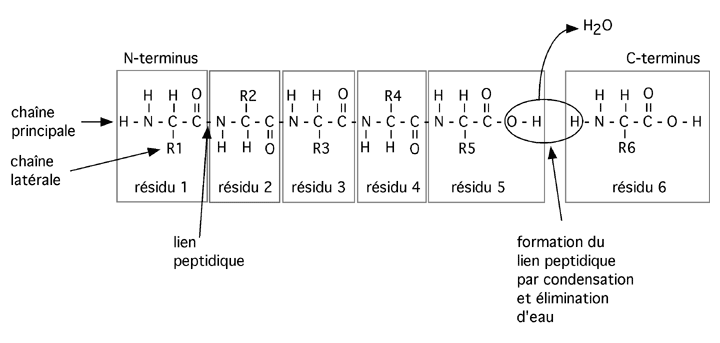 H2O
N-terminus
C-terminus
H H O
R2
H H O
R4
H H O
H H O
chaîne
principale
H - N - C - C - N - C - C - N - C - C - N - C - C - N - C - C - O - H
H - N - C - C - O - H
R1
H H O
R3
H H O
R5
R6
chaîne
latérale
résidu 1
résidu 2
résidu 3
résidu 4
résidu 5
résidu 6
lien
peptidique
formation du
lien peptidique
par condensation
et élimination
d'eau